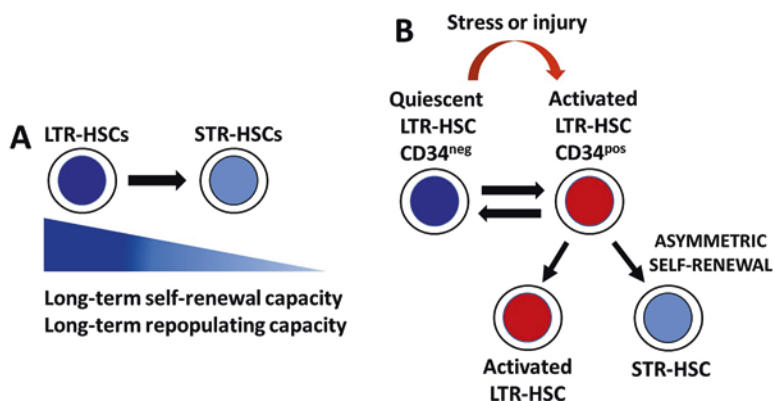 A
LTR-HSCs
STR-HSCs
Long-term self-renewal capacity
Long-term repopulating capacity
B
Stress or injury
Quiescent
LTR-HSC
CD34neg
Activated
LTR-HSC
CD34pos
ASYMMETRIC
SELF-RENEWAL
Activated
LTR-HSC
STR-HSC